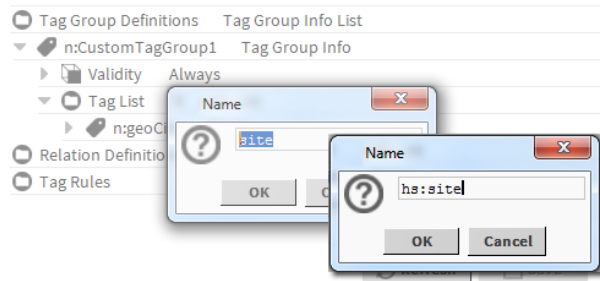 Tag Group Definitions Tag Group Info List
n:CustomTagGroup1 Tag Group Info
Validity Always
Tag List
n:geoCi
Relation Definitio
Tag Rules
Name
site
OK
Name
hs:site
OK Cancel